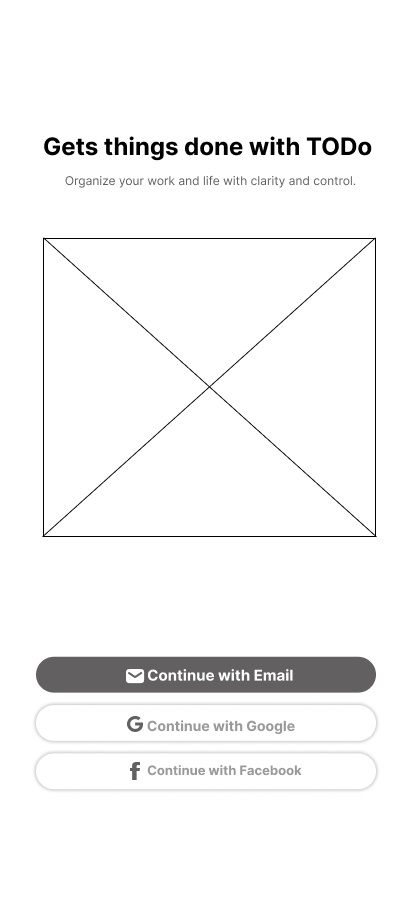 Gets things done with TODo
Organize your work and life with clarity and control.
Continue with Email
Continue with Google
Continue with Facebook